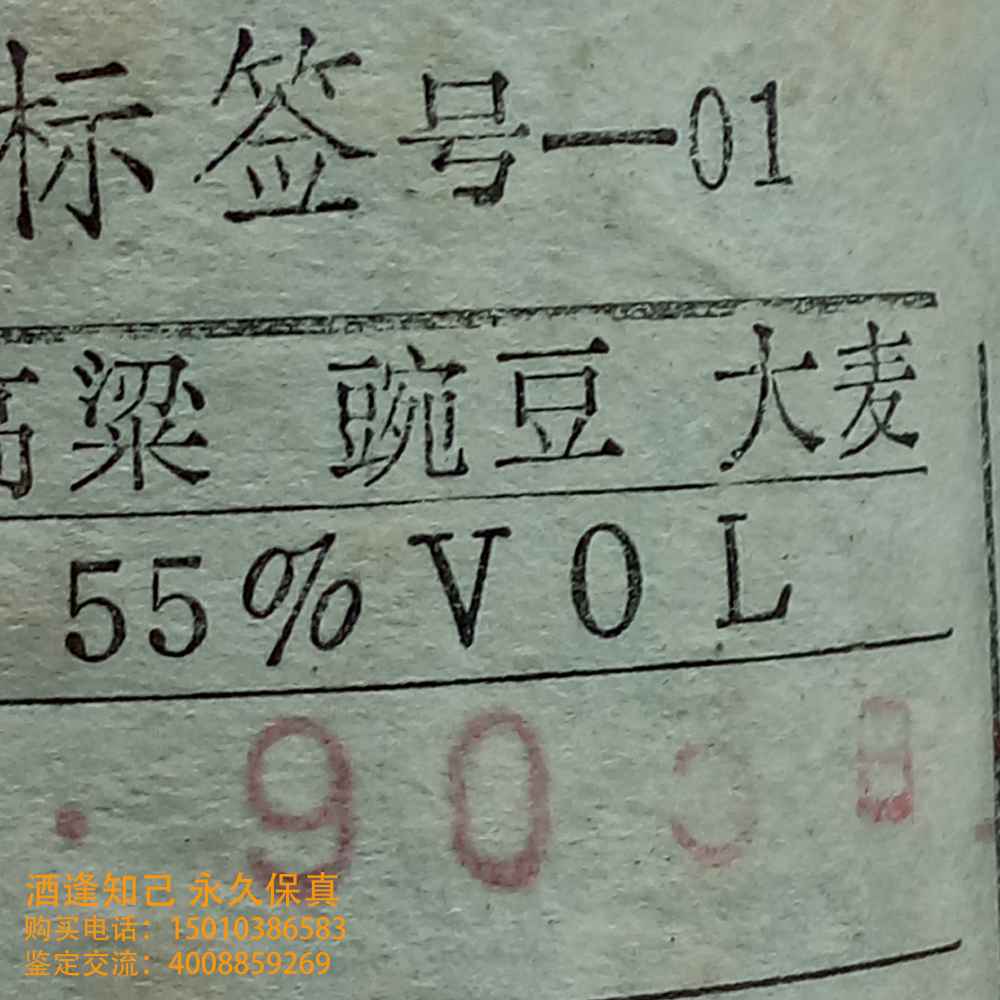 标签号—01
高粱 豌豆 大麦
55%VOL
· 90
酒逢知己 永久保真
购买电话：15010386583
鉴定交流：4008859269